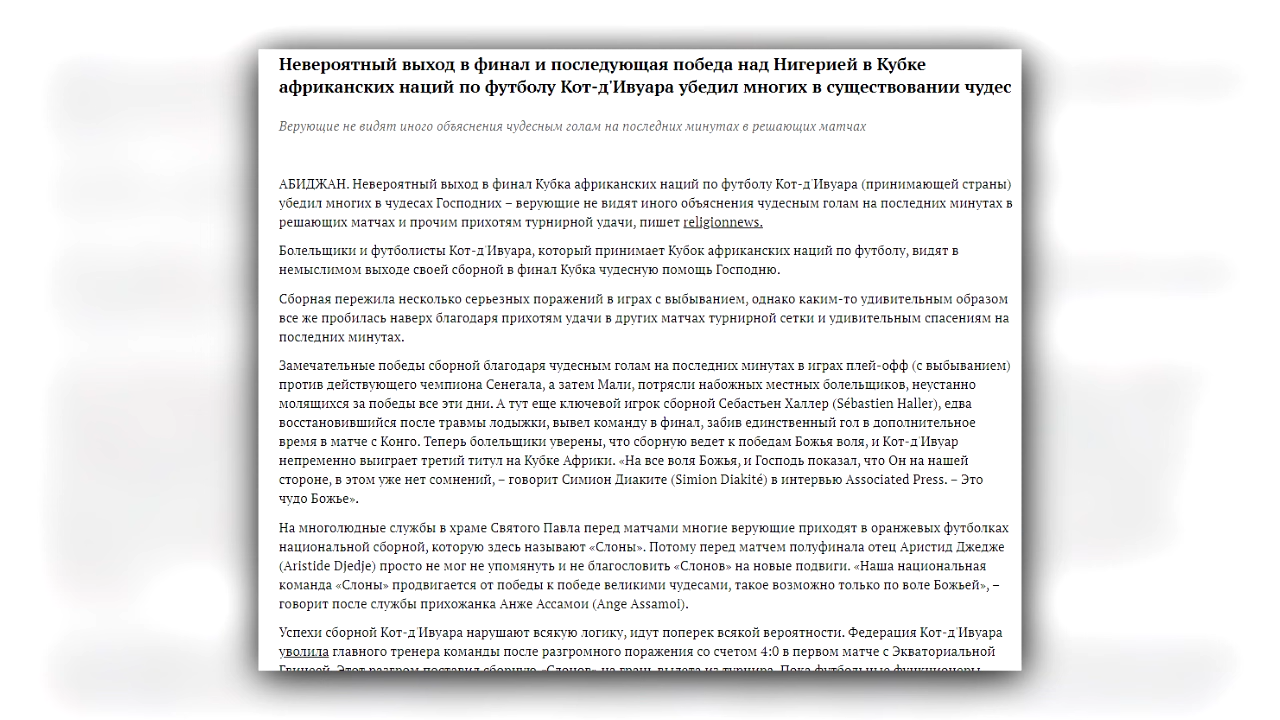 Невероятный выход в финал и последующая победа над Нигерией в Кубке
африканских наций по футболу Кот-д'Ивуара убедил многих в существовании чудес
Верующие не видят иного объяснения чудесным голам на последних минутах в решающих матчах
АБИДЖАН. Невероятный выход в финал Кубка африканских наций по футболу Кот-д'Ивуара (принимающей страны)
убедил многих в чудесах Господних – верующие не видят иного объяснения чудесным голам на последних минутах в
решающих матчах и прочим прихотям турнирной удачи, пишет religionnews.
Болельщики и футболисты Кот-д'Ивуара, который принимает Кубок африканских наций по футболу, видят в
немыслимом выходе своей сборной в финал Кубка чудесную помощь Господню.
Сборная пережила несколько серьезных поражений в играх с выбыванием, однако каким-то удивительным образом
все же пробилась наверх благодаря прихотям удачи в других матчах турнирной сетки и удивительным спасениям на
последних минутах.
Замечательные победы сборной благодаря чудесным голам на последних минутах в играх плей-офф (с выбыванием)
против действующего чемпиона Сенегала, а затем Мали, потрясли набожных местных болельщиков, неустанно
молящихся за победы все эти дни. А тут еще ключевой игрок сборной Себастьен Халлер (Sébastien Haller), едва
восстановившийся после травмы лодыжки, вывел команду в финал, забив единственный гол в дополнительное
время в матче с Конго. Теперь болельщики уверены, что сборную ведет к победам Божья воля, и Кот-д'Ивуар
непременно выиграет третий титул на Кубке Африки. «На все воля Божья, и Господь показал, что Он на нашей
стороне, в этом уже нет сомнений, – говорит Симион Диаките (Simion Diakité) в интервью Associated Press. – Это
чудо Божье».
На многолюдные службы в храме Святого Павла перед матчами многие верующие приходят в оранжевых футболках
национальной сборной, которую здесь называют «Слоны». Потому перед матчем полуфинала отец Аристид Джедже
(Aristide Djedje) просто не мог не упомянуть и не благословить «Слонов» на новые подвиги. «Наша национальная
команда «Слоны» продвигается от победы к победе великими чудесами, такое возможно только по воле Божьей», –
говорит после службы прихожанка Анже Ассамои (Ange Assamoi).
Успехи сборной Кот-д'Ивуара нарушают всякую логику, идут поперек всякой вероятности. Федерация Кот-д'Ивуара
уволила главного тренера команды после разгромного поражения со счетом 4:0 в первом матче с Экваториальной
Гвинеей. Этот разгром поставил сборную «Слонов» на грань вылета из турнира. Пока футбольные функционеры